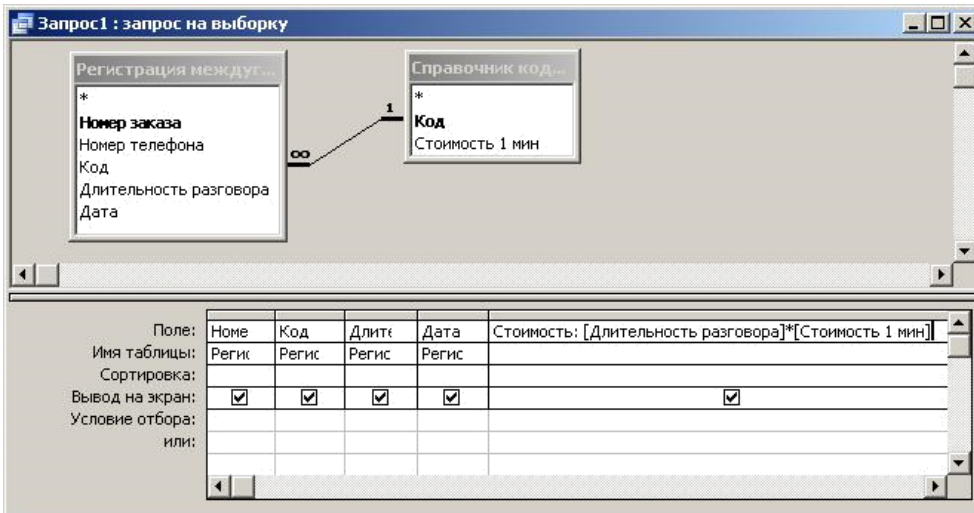 Запрос1 : запрос на выборку
Регистрация междуг...
*
Номер заказа
Номер телефона
Код
Длительность разговора
Дата
∞
1
Справочник код...
*
Код
Стоимость 1 мин
Поле: Номе Код Длите Дата Стоимость: [Длительность разговора]*[Стоимость 1 мин]
Имя таблицы: Регис Регис Регис Регис
Сортировка:
Вывод на экран:
Условие отбора:
или: